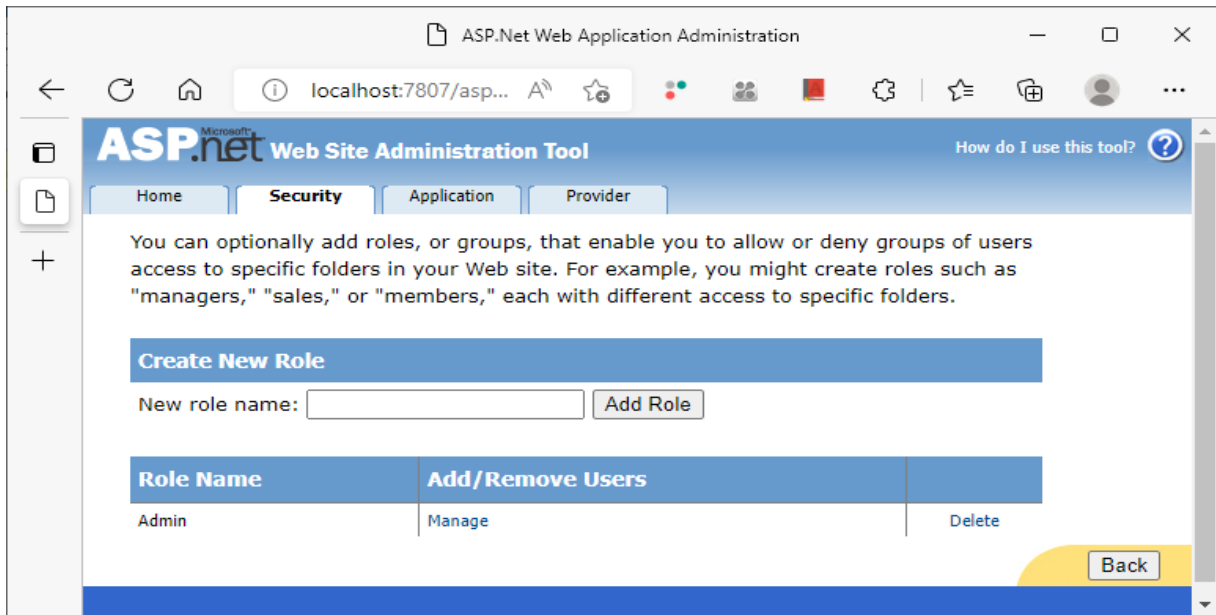 ASP.Net Web Application Administration
localhost:7807/asp...
Microsoft
ASP.net Web Site Administration Tool
How do I use this tool?
Home Security Application Provider
You can optionally add roles, or groups, that enable you to allow or deny groups of users
access to specific folders in your Web site. For example, you might create roles such as
"managers," "sales," or "members," each with different access to specific folders.
Create New Role
New role name: Add Role
Role Name Add/Remove Users
Admin Manage Delete
Back